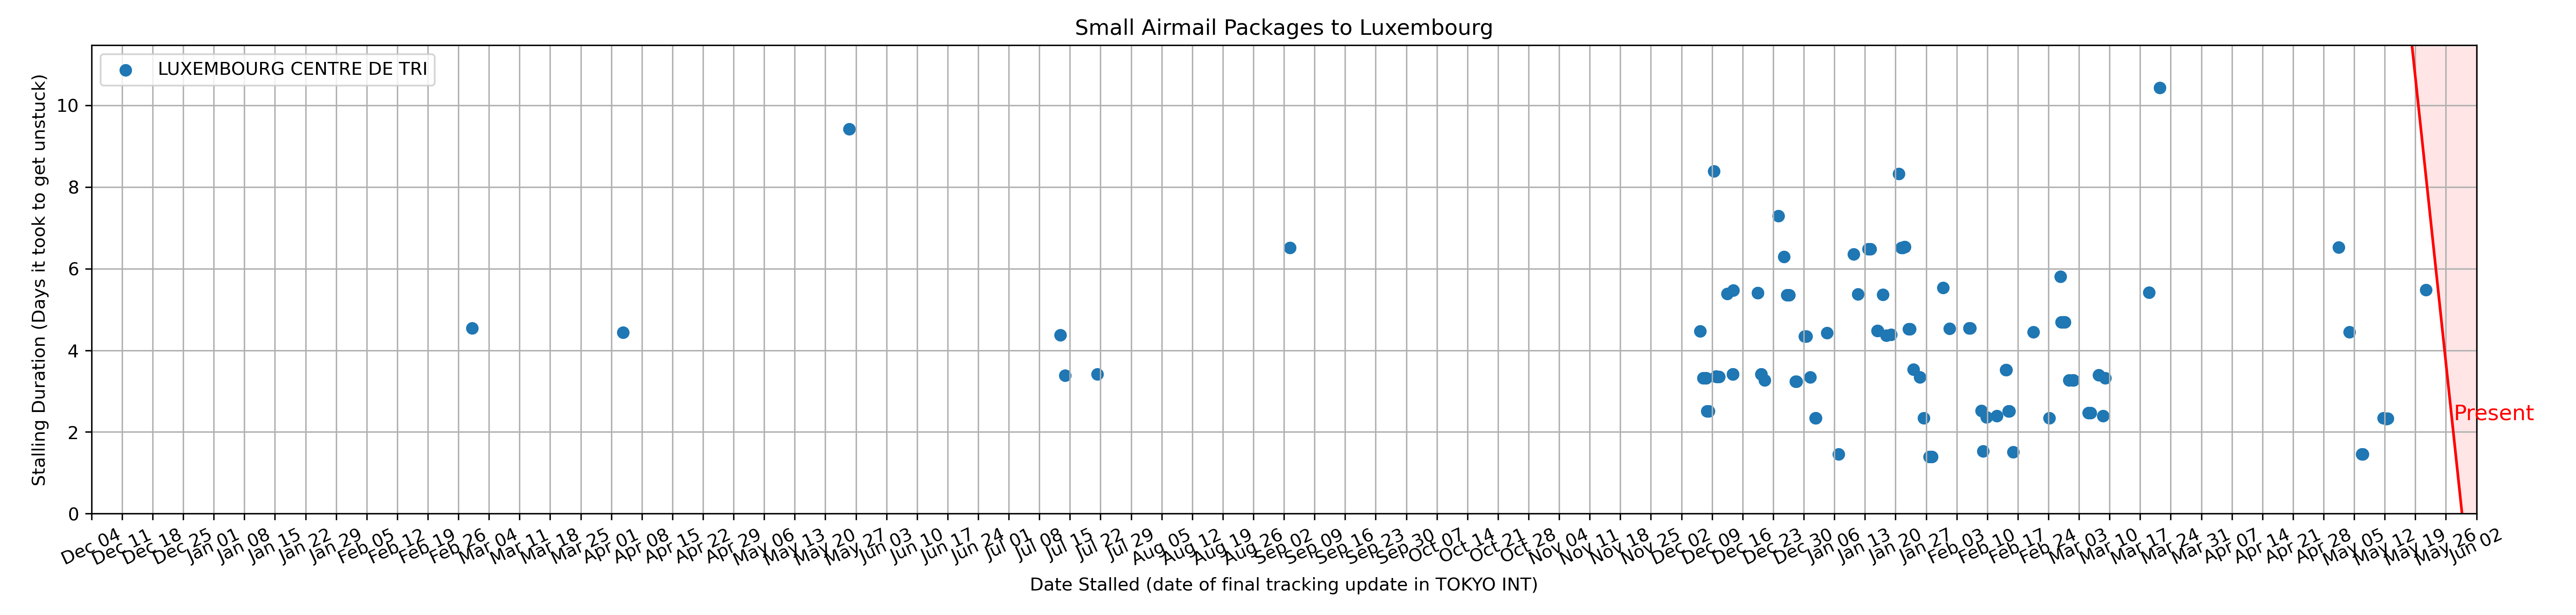 Small Airmail Packages to Luxembourg
LUXEMBOURG CENTRE DE TRI
Stalling Duration (Days it took to get unstuck)
10
8
6
4
2
0
Present
Dec 04 Dec 11 Dec 18 Dec 25 Jan 01 Jan 08 Jan 15 Jan 22 Jan 29 Feb 05 Feb 12 Feb 19 Feb 26 Mar 04 Mar 11 Mar 18 Mar 25 Apr 01 Apr 08 Apr 15 Apr 22 Apr 29 May 06 May 13 May 20 May 27 Jun 03 Jun 10 Jun 17 Jun 24 Jul 01 Jul 08 Jul 15 Jul 22 Jul 29 Aug 05 Aug 12 Aug 19 Aug 26 Sep 02 Sep 09 Sep 16 Sep 23 Sep 30 Oct 07 Oct 14 Oct 21 Oct 28 Nov 04 Nov 11 Nov 18 Nov 25 Dec 02 Dec 09 Dec 16 Dec 23 Dec 30 Jan 06 Jan 13 Jan 20 Jan 27 Feb 03 Feb 10 Feb 17 Feb 24 Mar 03 Mar 10 Mar 17 Mar 24 Mar 31 Apr 07 Apr 14 Apr 21 Apr 28 May 05 May 12 May 19 May 26 Jun 02
Date Stalled (date of final tracking update in TOKYO INT)